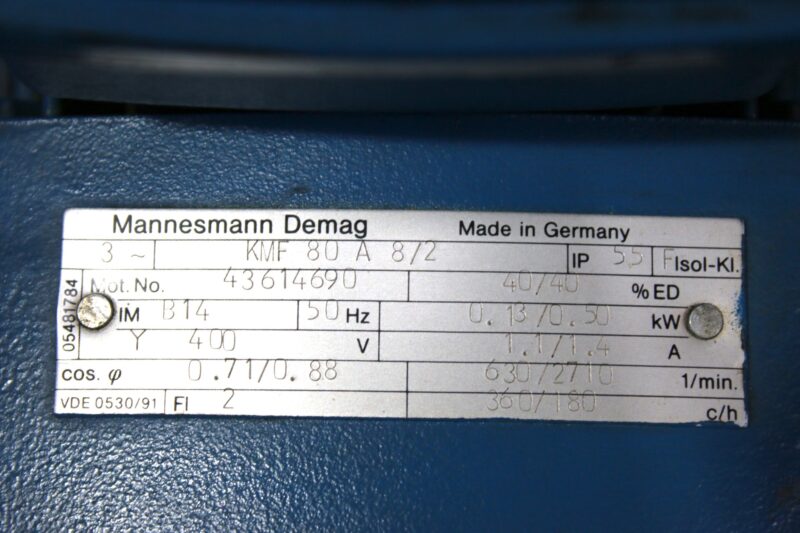 Mannesmann Demag Made in Germany
3 ~ KMF 80 A 8/2 IP 55 F Isol-Kl.
Mot. No. 43614690 40/40 % ED
IM B14 50 Hz 0.13/0.50 kW
Y 400 V 1.1/1.4 A
cos. φ 0.71/0.88 630/2710 1/min.
VDE 0530/91 FI 2 360/180 c/h
05481784